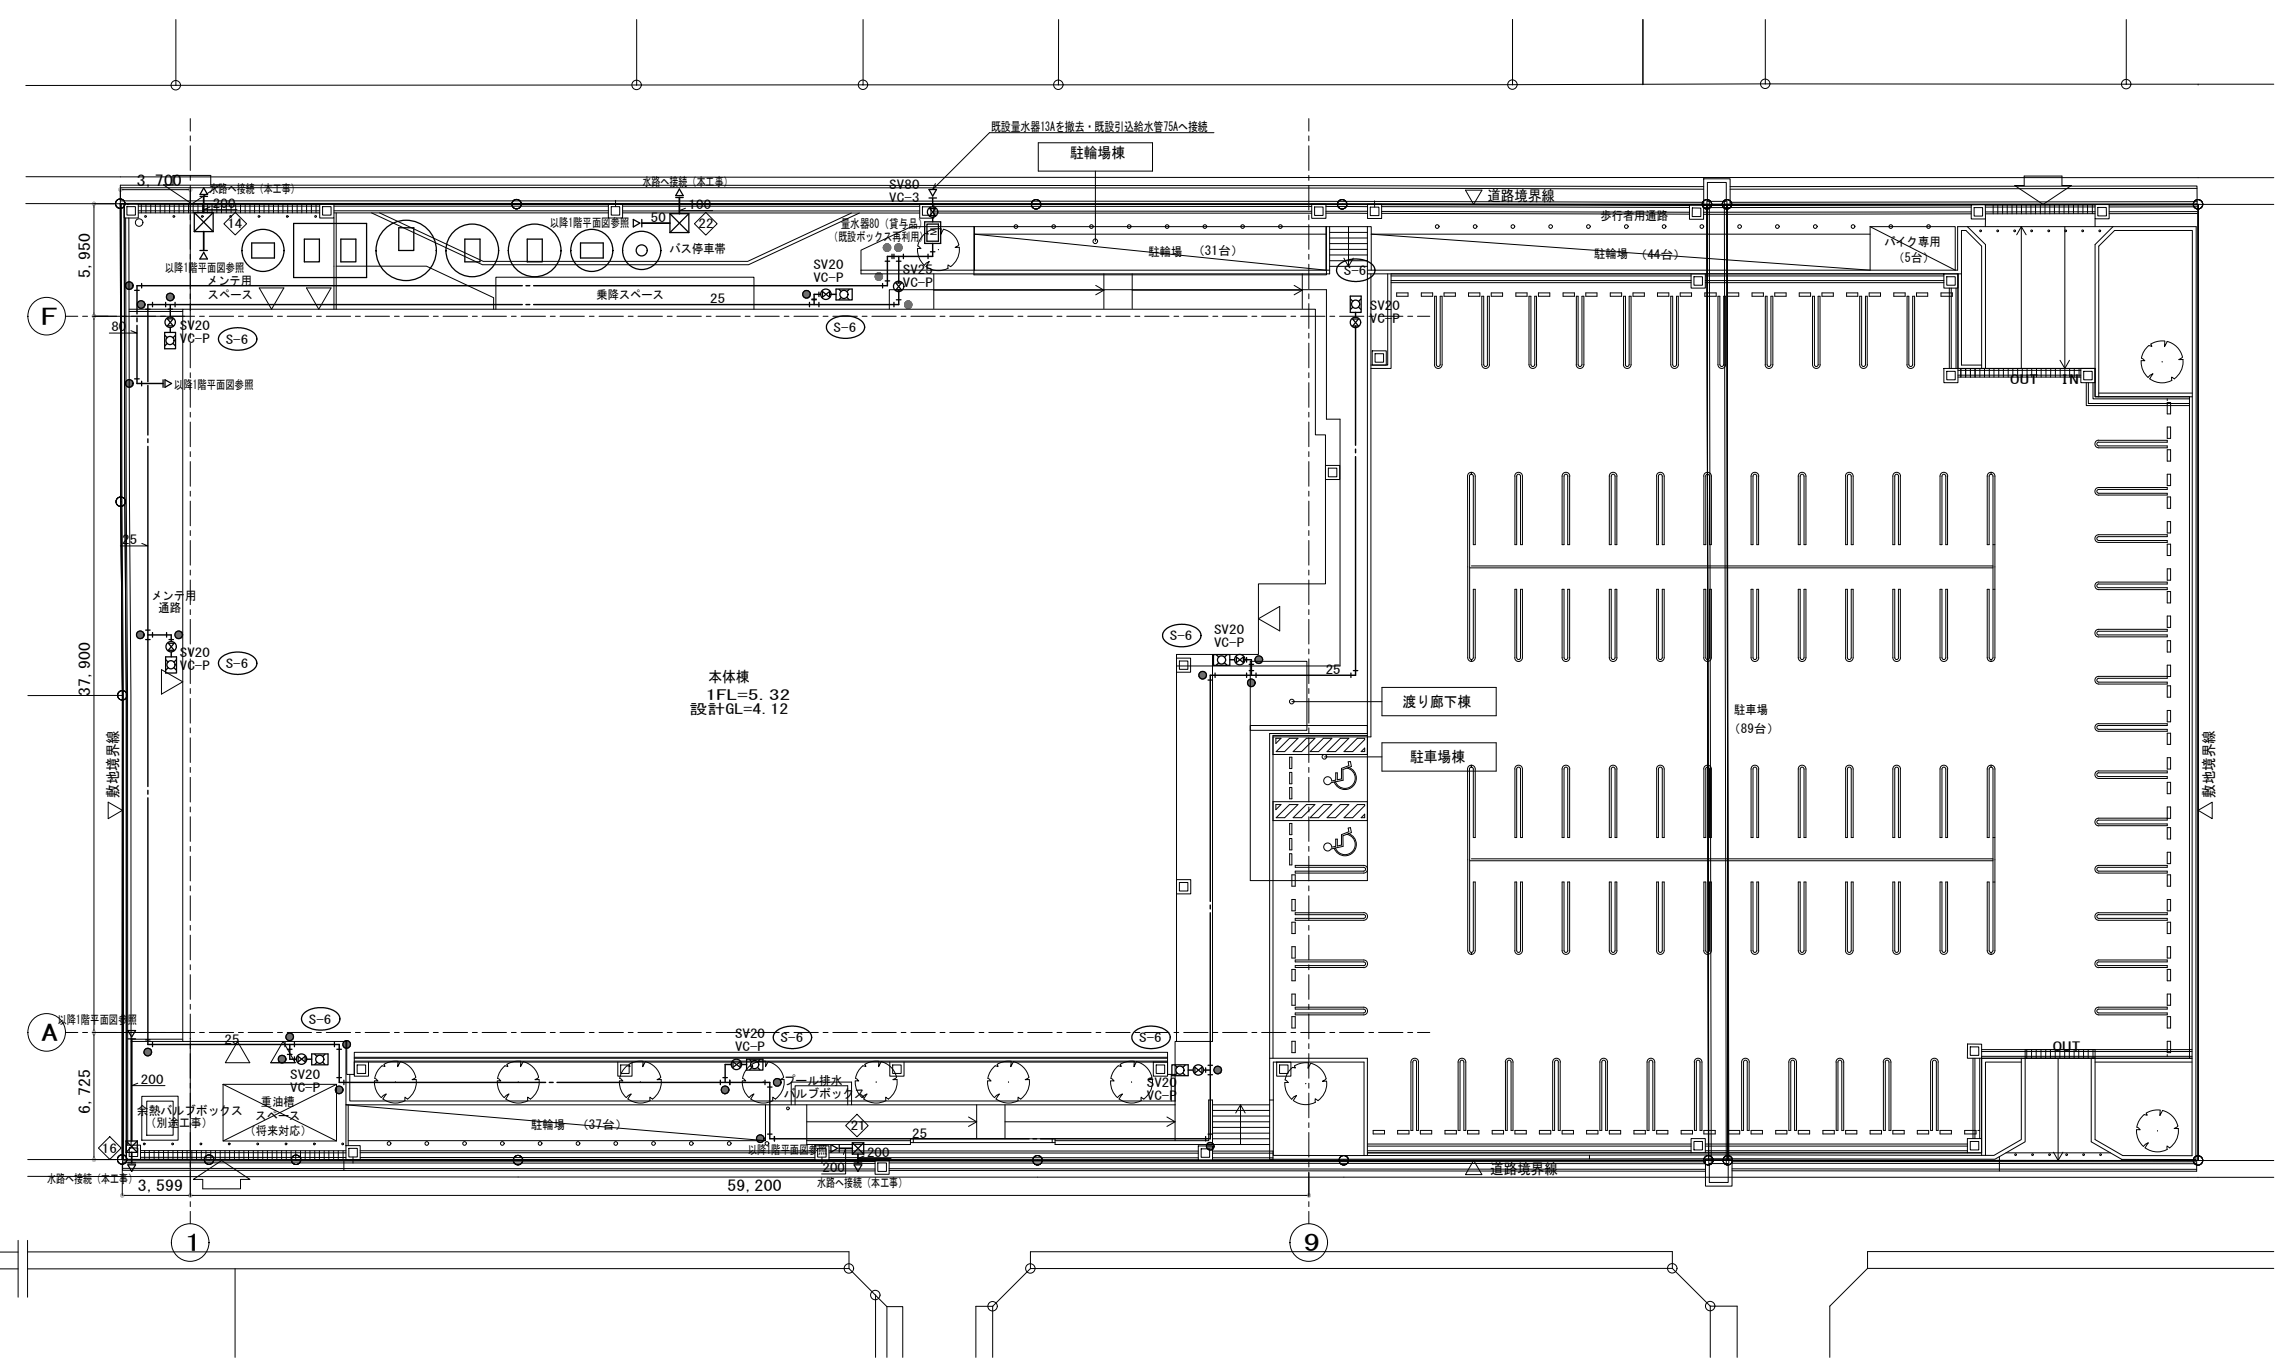 既設量水器13Aを撤去・既設引込給水管75Aへ接続
駐輪場棟
3,700
水路へ接続（本工事）
水路へ接続（本工事）
SV80
VC-3
道路境界線
200
100
14
22
50
以降1階平面図参照
量水器80（貸与品）
（既設ボックス再利用）
バス停車帯
歩行者用通路
駐輪場 （31台）
駐輪場 （44台）
バイク専用
（5台）
5,950
以降1階平面図参照
メンテ用
スペース
乗降スペース
25
SV20
VC-P
SV25
VC-P
S-6
F
80
SV20
VC-P
S-6
S-6
SV20
VC-P
以降1階平面図参照
OUT
IN
25
メンテ用
通路
37,900
SV20
VC-P
S-6
S-6
SV20
VC-P
25
本体棟
1FL=5.32
設計GL=4.12
渡り廊下棟
駐車場棟
駐車場
（89台）
敷地境界線
敷地境界線
以降1階平面図参照
A
S-6
25
SV20
VC-P
S-6
S-6
OUT
6,725
200
SV20
VC-P
プール排水
バルブボックス
SV20
VC-P
余熱バルブボックス
（別途工事）
重油槽
スペース
（将来対応）
駐輪場 （37台）
21
25
16
以降1階平面図参照
200
200
水路へ接続（本工事）
3,599
59,200
水路へ接続（本工事）
道路境界線
1
9